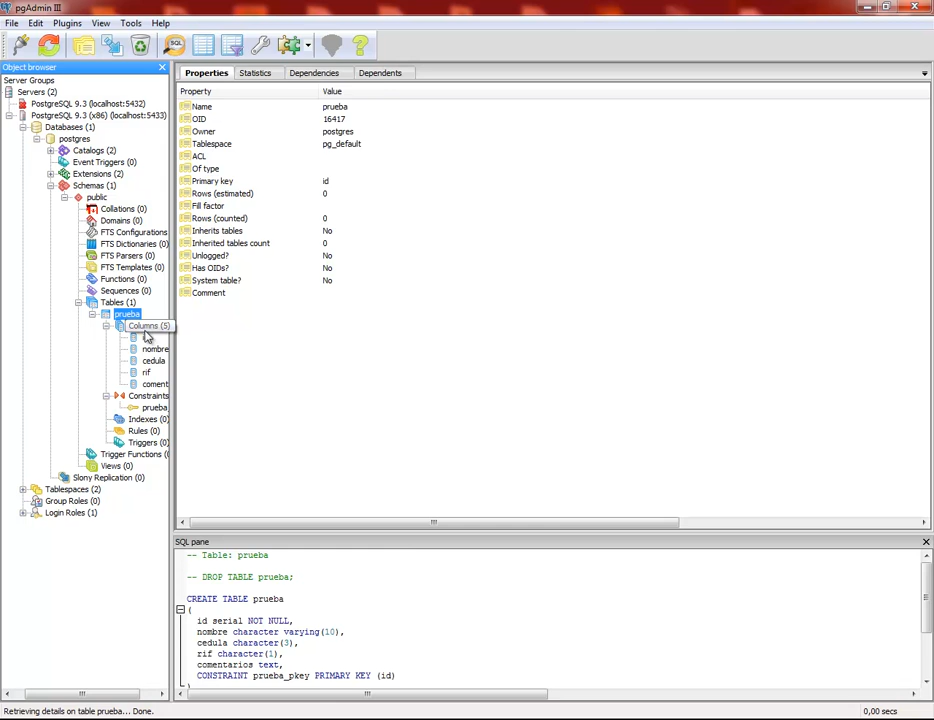 pgAdmin III
File Edit Plugins View Tools Help
SQL
Object browser
Server Groups
Servers (2)
PostgreSQL 9.3 (localhost:5432)
PostgreSQL 9.3 (x86) (localhost:5433)
Databases (1)
postgres
Catalogs (2)
Event Triggers (0)
Extensions (2)
Schemas (1)
public
Collations (0)
Domains (0)
FTS Configurations
FTS Dictionaries (0)
FTS Parsers (0)
FTS Templates (0)
Functions (0)
Sequences (0)
Tables (1)
prueba
Columns (5)
nombre
cedula
rif
coment
Constraints
prueba_
Indexes (0)
Rules (0)
Triggers (0)
Trigger Functions (
Views (0)
Slony Replication (0)
Tablespaces (2)
Group Roles (0)
Login Roles (1)
Properties Statistics Dependencies Dependents
Property Value
Name prueba
OID 16417
Owner postgres
Tablespace pg_default
ACL
Of type
Primary key id
Rows (estimated) 0
Fill factor
Rows (counted) 0
Inherits tables No
Inherited tables count 0
Unlogged? No
Has OIDs? No
System table? No
Comment
SQL pane
-- Table: prueba
-- DROP TABLE prueba;
CREATE TABLE prueba
(
id serial NOT NULL,
nombre character varying(10),
cedula character(3),
rif character(1),
comentarios text,
CONSTRAINT prueba_pkey PRIMARY KEY (id)
Retrieving details on table prueba... Done.
0,00 secs